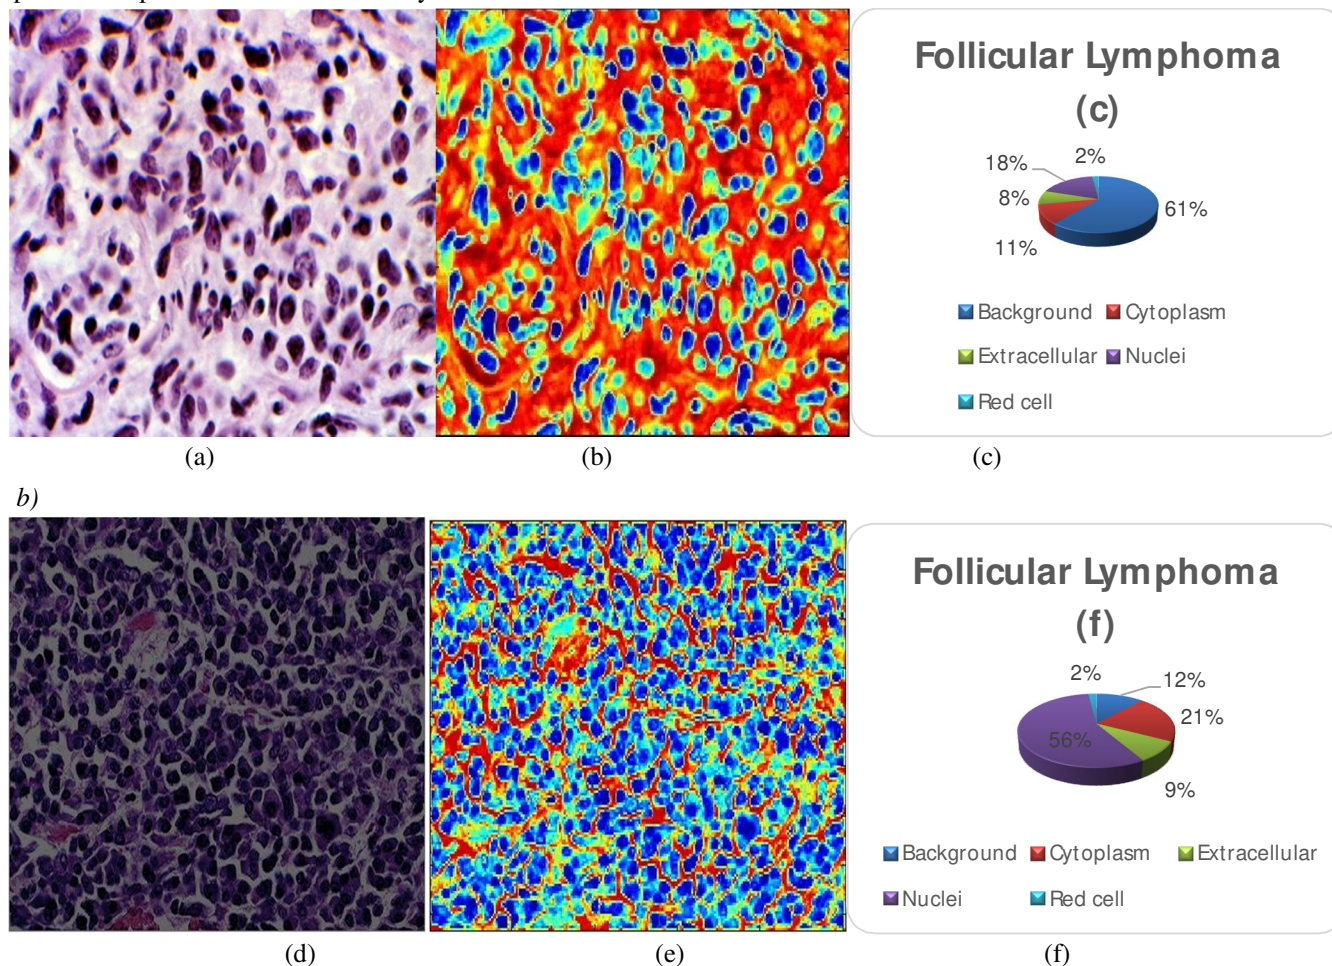 Follicular Lymphoma
(c)
18%
2%
8%
61%
11%
Background Cytoplasm
Extracellular Nuclei
Red cell
(a) (b) (c)
b)
Follicular Lymphoma
(f)
2%
12%
21%
56%
9%
Background Cytoplasm Extracellular
Nuclei Red cell
(d) (e) (f)